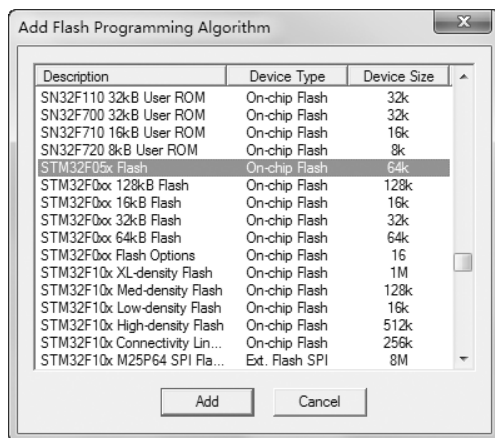 Add Flash Programming Algorithm
Description Device Type Device Size
SN32F110 32kB User ROM On-chip Flash 32k
SN32F700 32kB User ROM On-chip Flash 32k
SN32F710 16kB User ROM On-chip Flash 16k
SN32F720 8kB User ROM On-chip Flash 8k
STM32F05x Flash On-chip Flash 64k
STM32F0xx 128kB Flash On-chip Flash 128k
STM32F0xx 16kB Flash On-chip Flash 16k
STM32F0xx 32kB Flash On-chip Flash 32k
STM32F0xx 64kB Flash On-chip Flash 64k
STM32F0xx Flash Options On-chip Flash 16
STM32F10x XL-density Flash On-chip Flash 1M
STM32F10x Med-density Flash On-chip Flash 128k
STM32F10x Low-density Flash On-chip Flash 16k
STM32F10x High-density Flash On-chip Flash 512k
STM32F10x Connectivity Lin... On-chip Flash 256k
STM32F10x M25P64 SPI Fla... Ext. Flash SPI 8M
Add Cancel